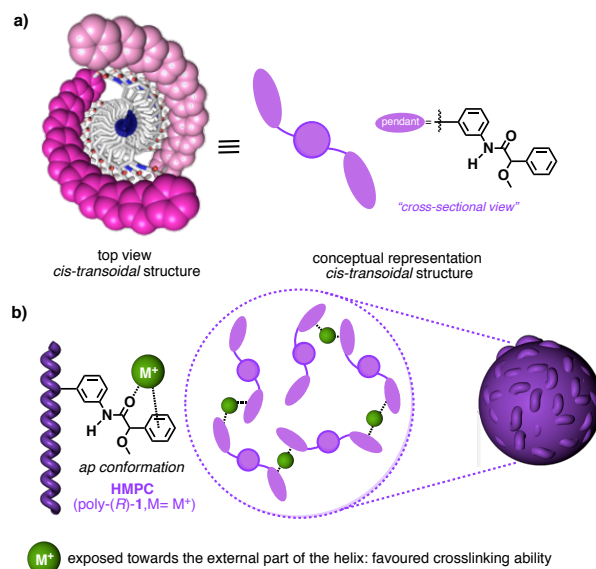 a)
pendant
=
N
H
O
O
"cross-sectional view"
top view
cis-transoidal structure
conceptual representation
cis-transoidal structure
b)
M+
O
N
H
O
ap conformation
HMPC
(poly-(R)-1,M= M+)
M+ exposed towards the external part of the helix: favoured crosslinking ability